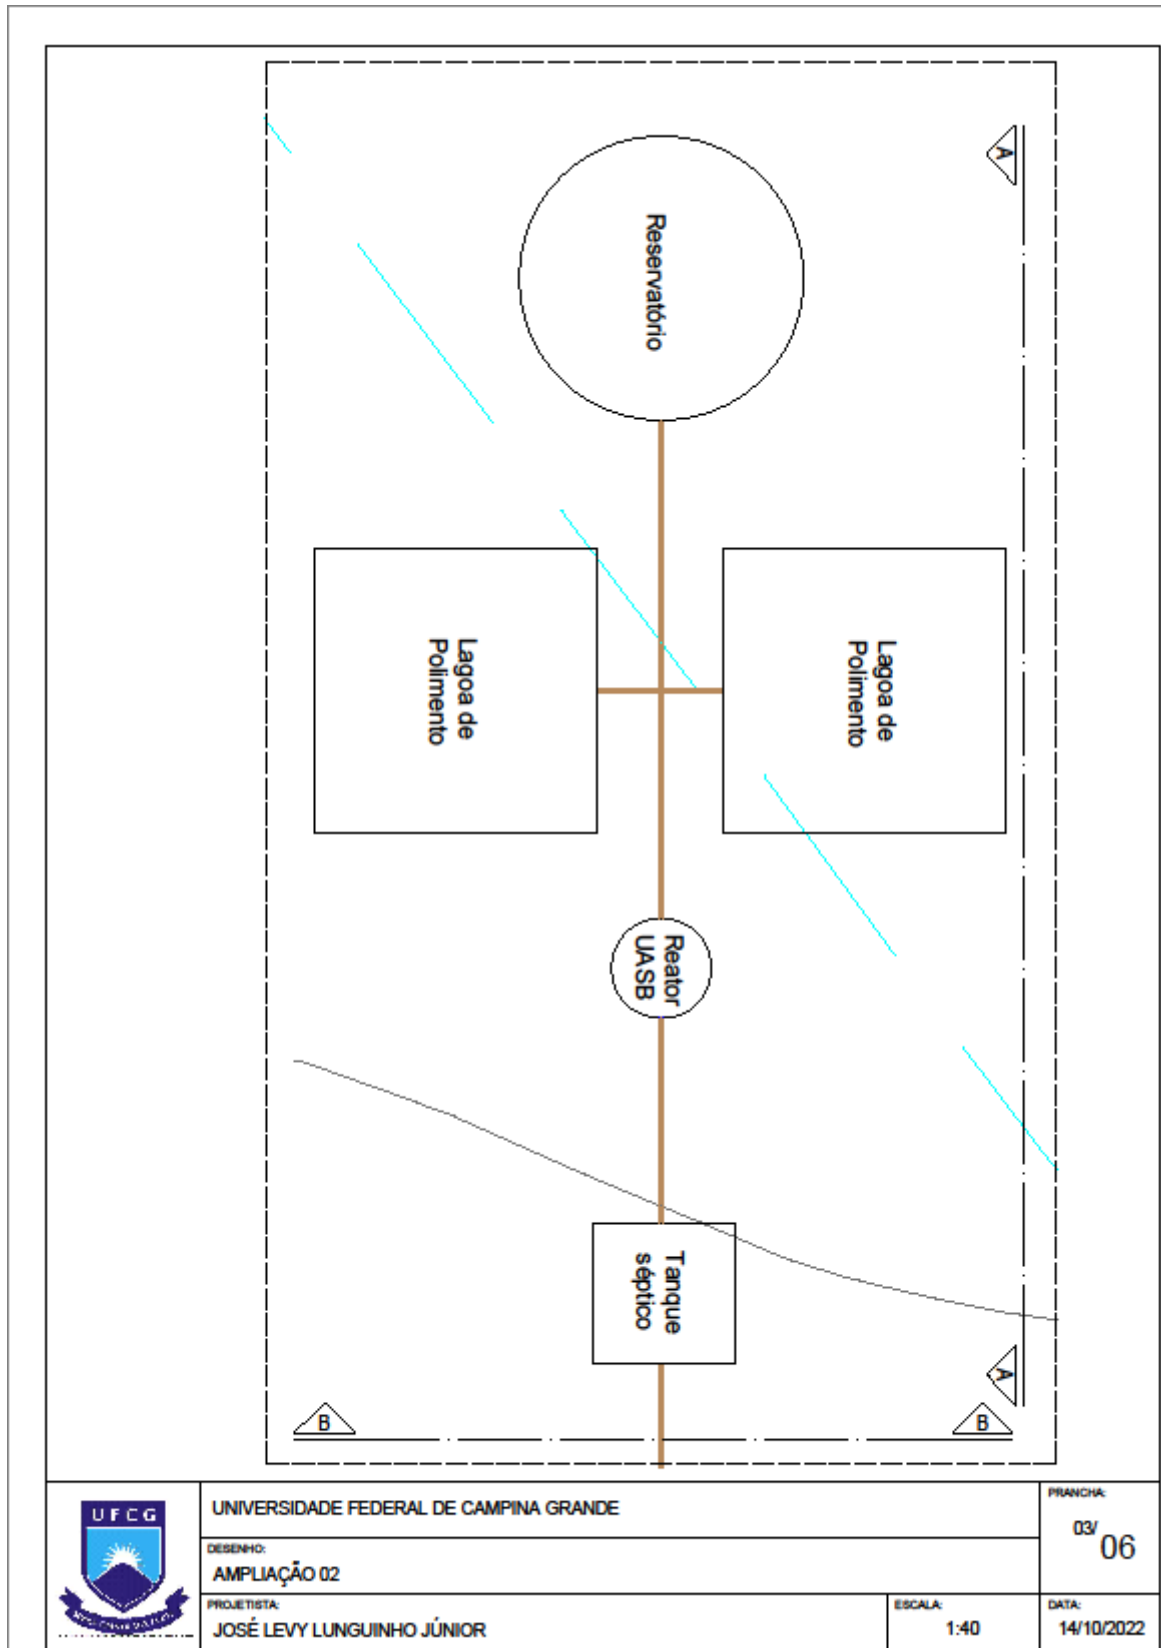 A
Reservatório
Lagoa de
Polimento
Lagoa de
Polimento
Reator
UASB
Tanque
séptico
A
B
B
UFCG
UNIVERSIDADE FEDERAL DE CAMPINA GRANDE
DESENHO:
AMPLIAÇÃO 02
PROJETISTA:
JOSÉ LEVY LUNGUINHO JÚNIOR
ESCALA:
1:40
PRANCHA:
03/06
DATA:
14/10/2022